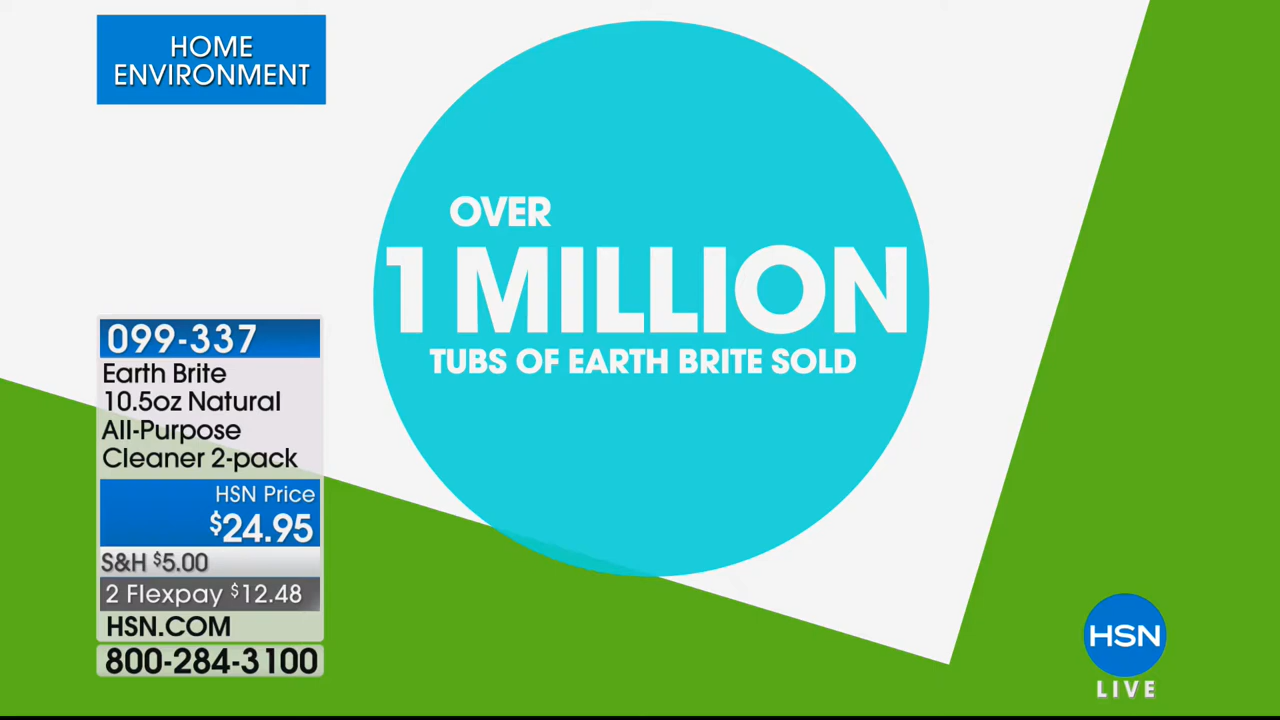 HOME
ENVIRONMENT
OVER
1 MILLION
TUBS OF EARTH BRITE SOLD
099-337
Earth Brite
10.5oz Natural
All-Purpose
Cleaner 2-pack
HSN Price
$24.95
S&H $5.00
2 Flexpay $12.48
HSN.COM
800-284-3100
HSN
LIVE